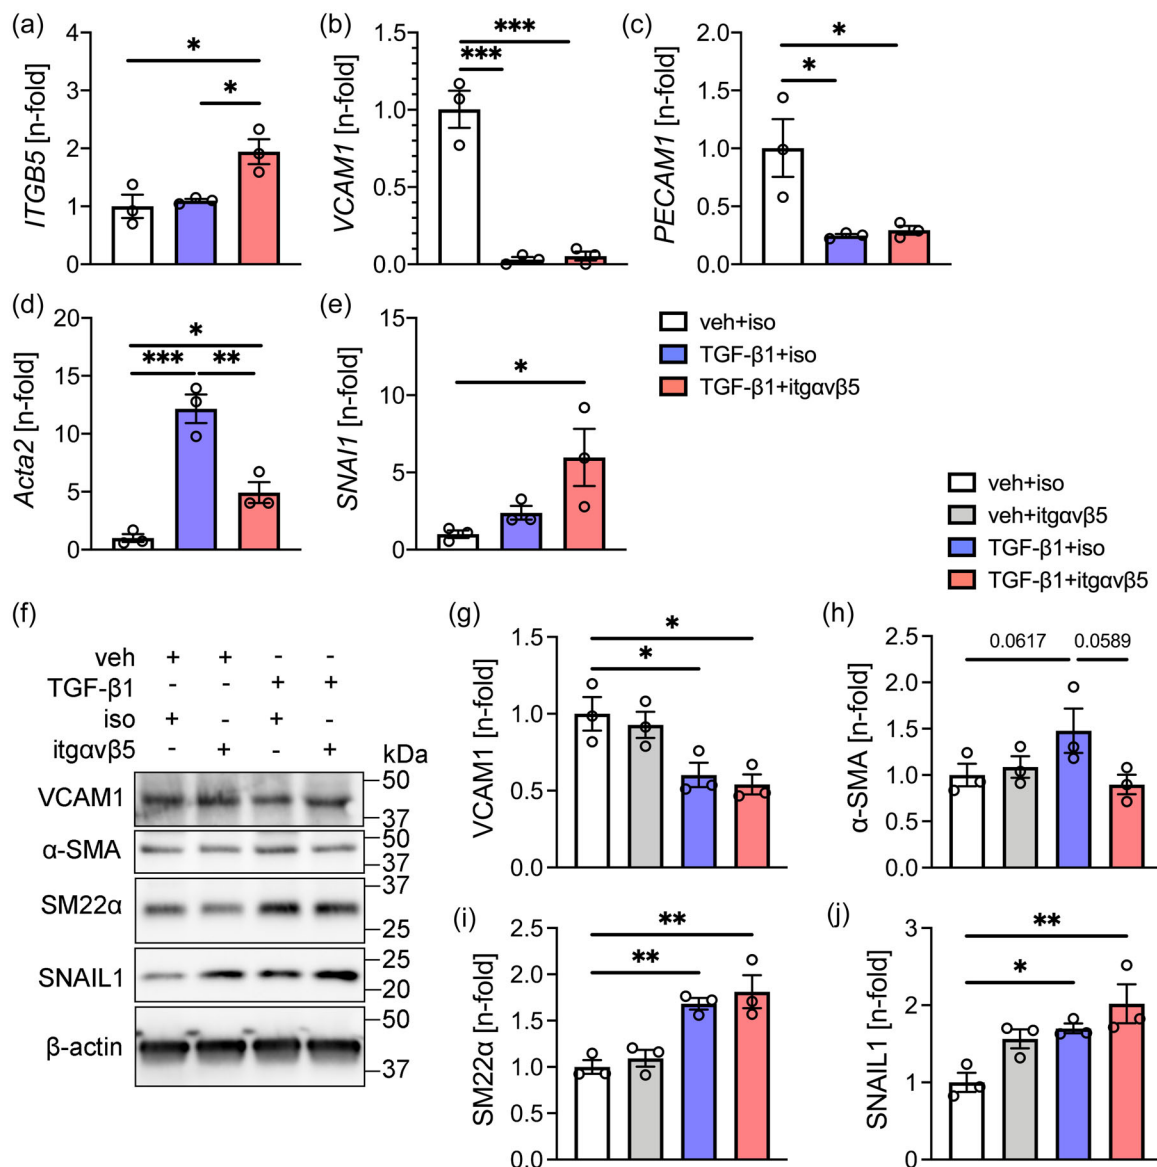 (a)
ITGB5 [n-fold]
4
3
2
1
0
*
*
(b)
VCAM1 [n-fold]
1.5
1.0
0.5
0.0
***
***
(c)
PECAM1 [n-fold]
2.0
1.5
1.0
0.5
0.0
*
*
(d)
Acta2 [n-fold]
20
15
10
5
0
*
***
**
(e)
SNAI1 [n-fold]
15
10
5
0
*
veh+iso
TGF-β1+iso
TGF-β1+itgαvβ5
veh+iso
veh+itgαvβ5
TGF-β1+iso
TGF-β1+itgαvβ5
(f)
veh + + - -
TGF-β1 - - + +
iso + - + -
itgαvβ5 - + - +
kDa
VCAM1
50
37
α-SMA
50
37
SM22α
37
25
SNAIL1
25
20
β-actin
50
37
(g)
VCAM1 [n-fold]
1.5
1.0
0.5
0.0
*
*
(h)
α-SMA [n-fold]
2.5
2.0
1.5
1.0
0.5
0.0
0.0617
0.0589
(i)
SM22α [n-fold]
2.5
2.0
1.5
1.0
0.5
0.0
**
**
(j)
SNAIL1 [n-fold]
3
2
1
0
**
*